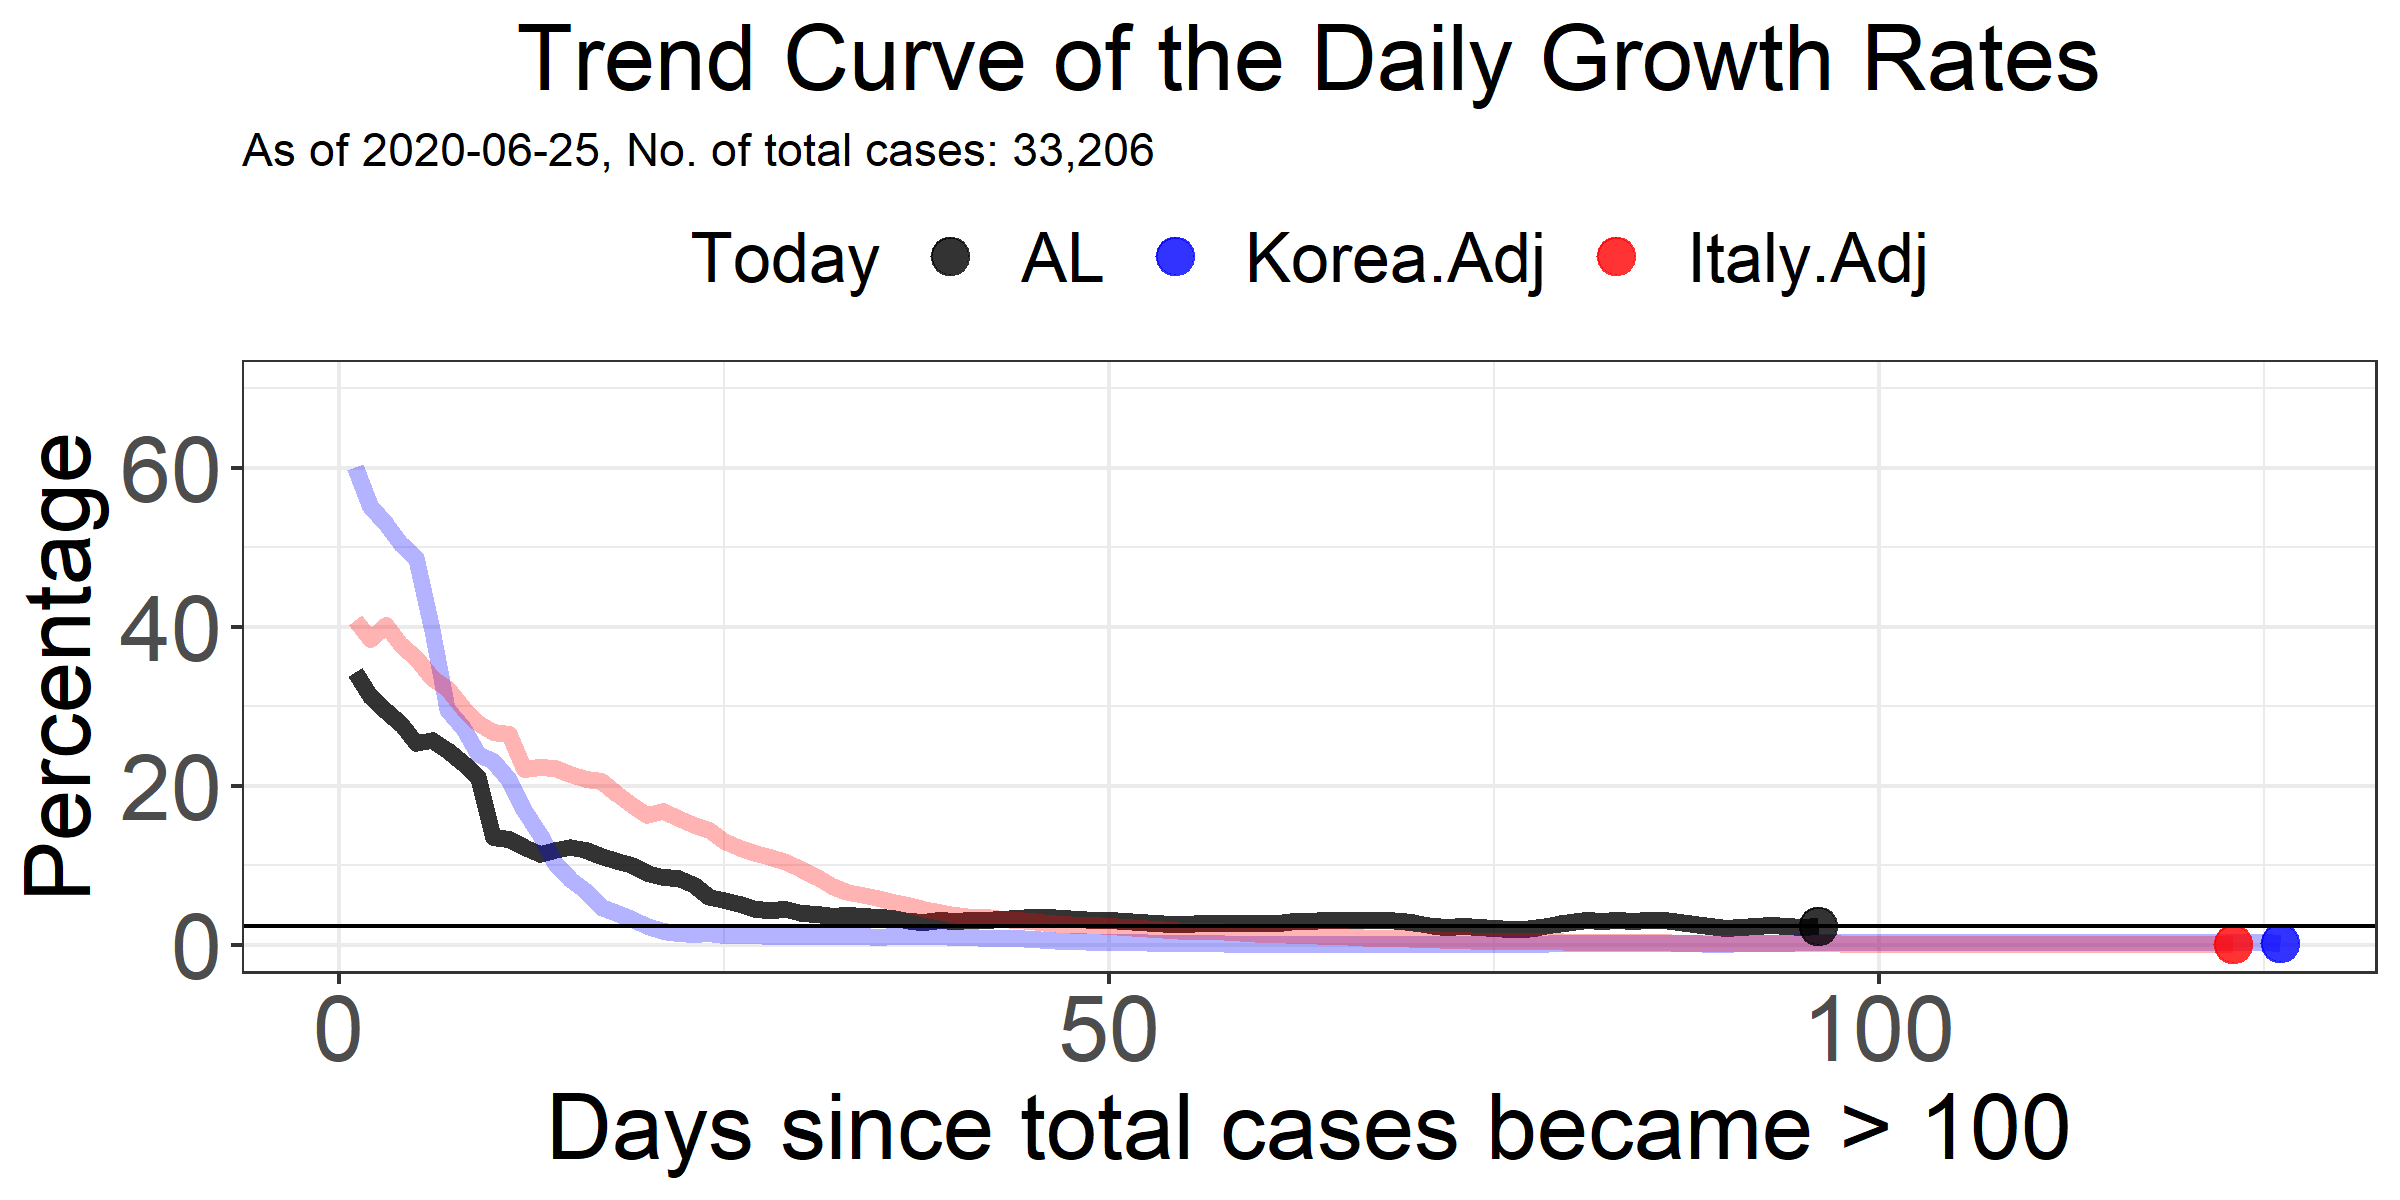 Trend Curve of the Daily Growth Rates
As of 2020-06-25, No. of total cases: 33,206
Today AL Korea.Adj Italy.Adj
Percentage
60
40
20
0
0 50 100
Days since total cases became > 100